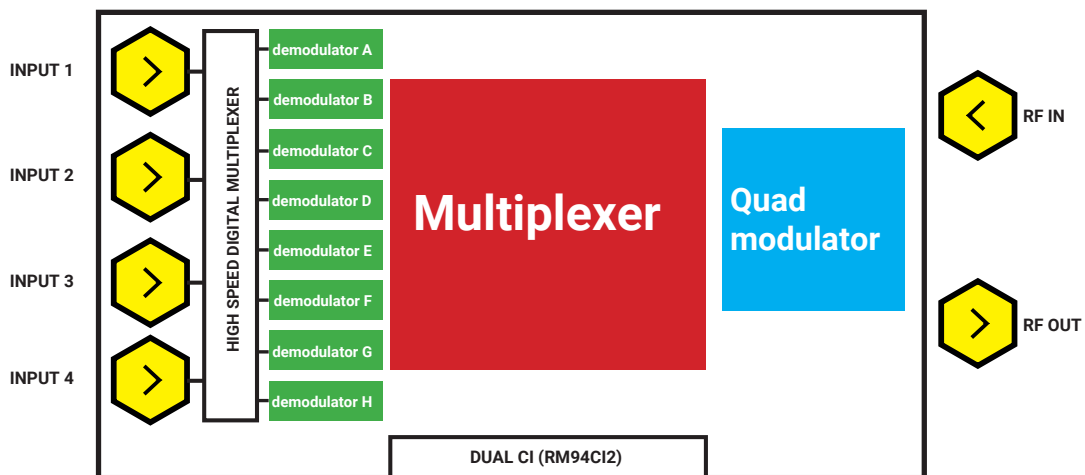 INPUT 1
INPUT 2
INPUT 3
INPUT 4
HIGH SPEED DIGITAL MULTIPLEXER
demodulator A
demodulator B
demodulator C
demodulator D
demodulator E
demodulator F
demodulator G
demodulator H
Multiplexer
Quad
modulator
RF IN
RF OUT
DUAL CI (RM94CI2)